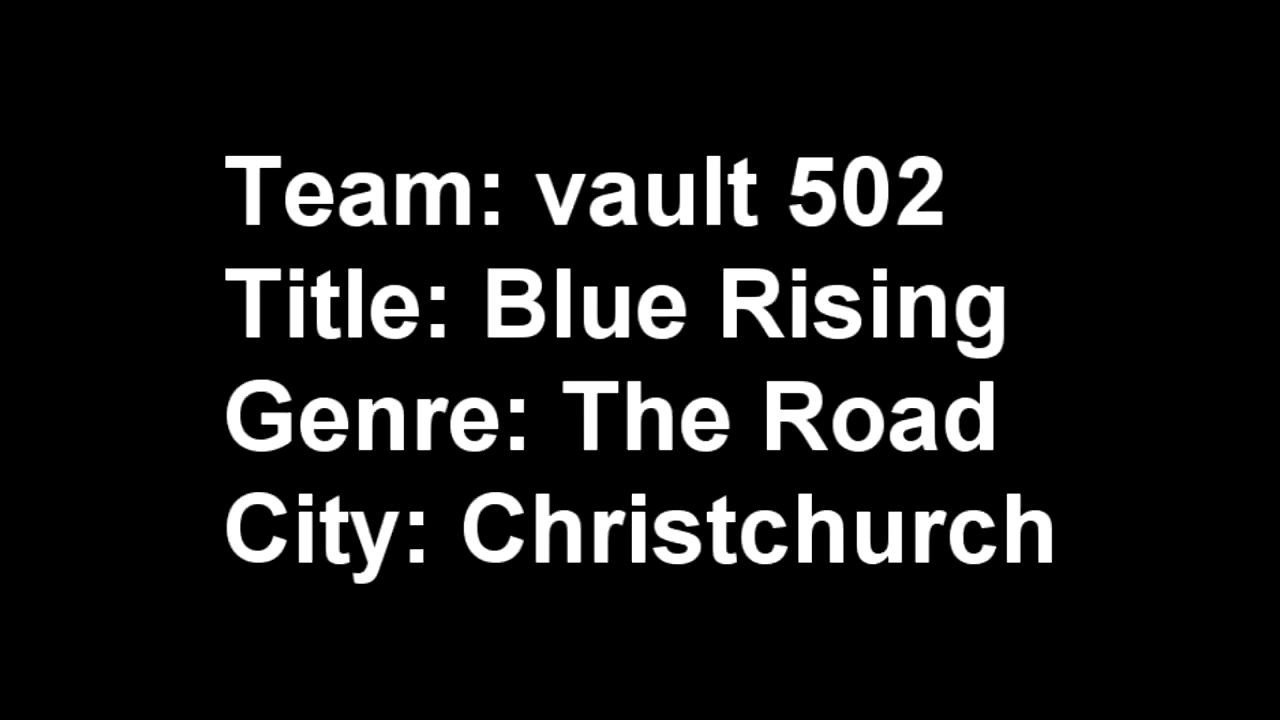 Team: vault 502
Title: Blue Rising
Genre: The Road
City: Christchurch